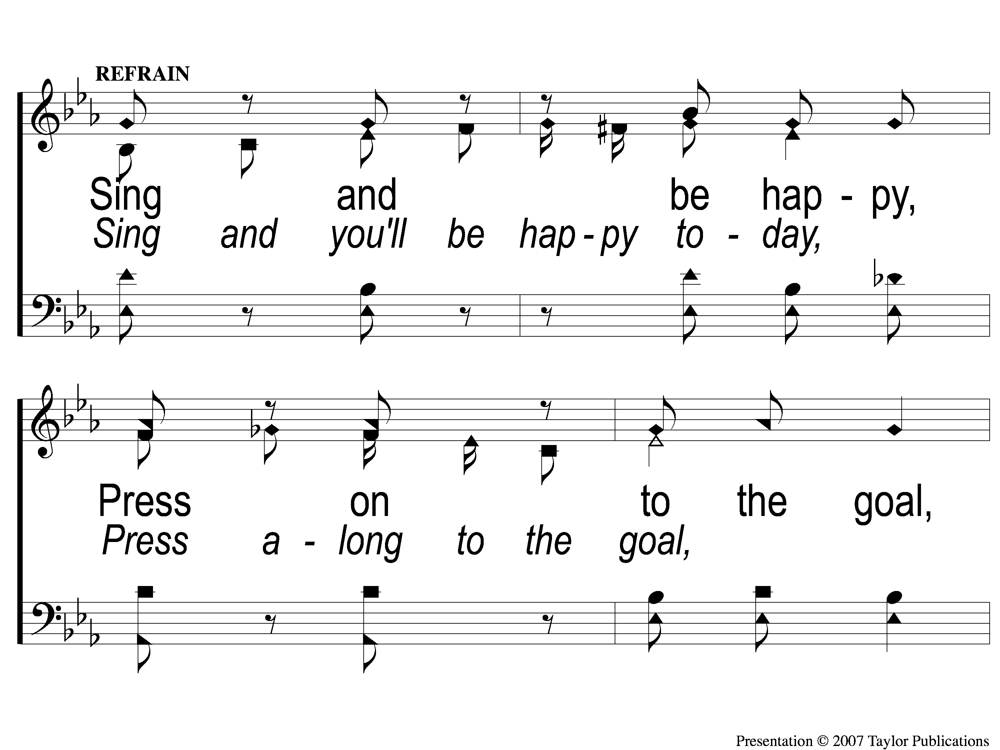 REFRAIN
Sing and be hap - py,
Sing and you'll be hap - py to - day,
Press on to the goal,
Press a - long to the goal,
Presentation © 2007 Taylor Publications